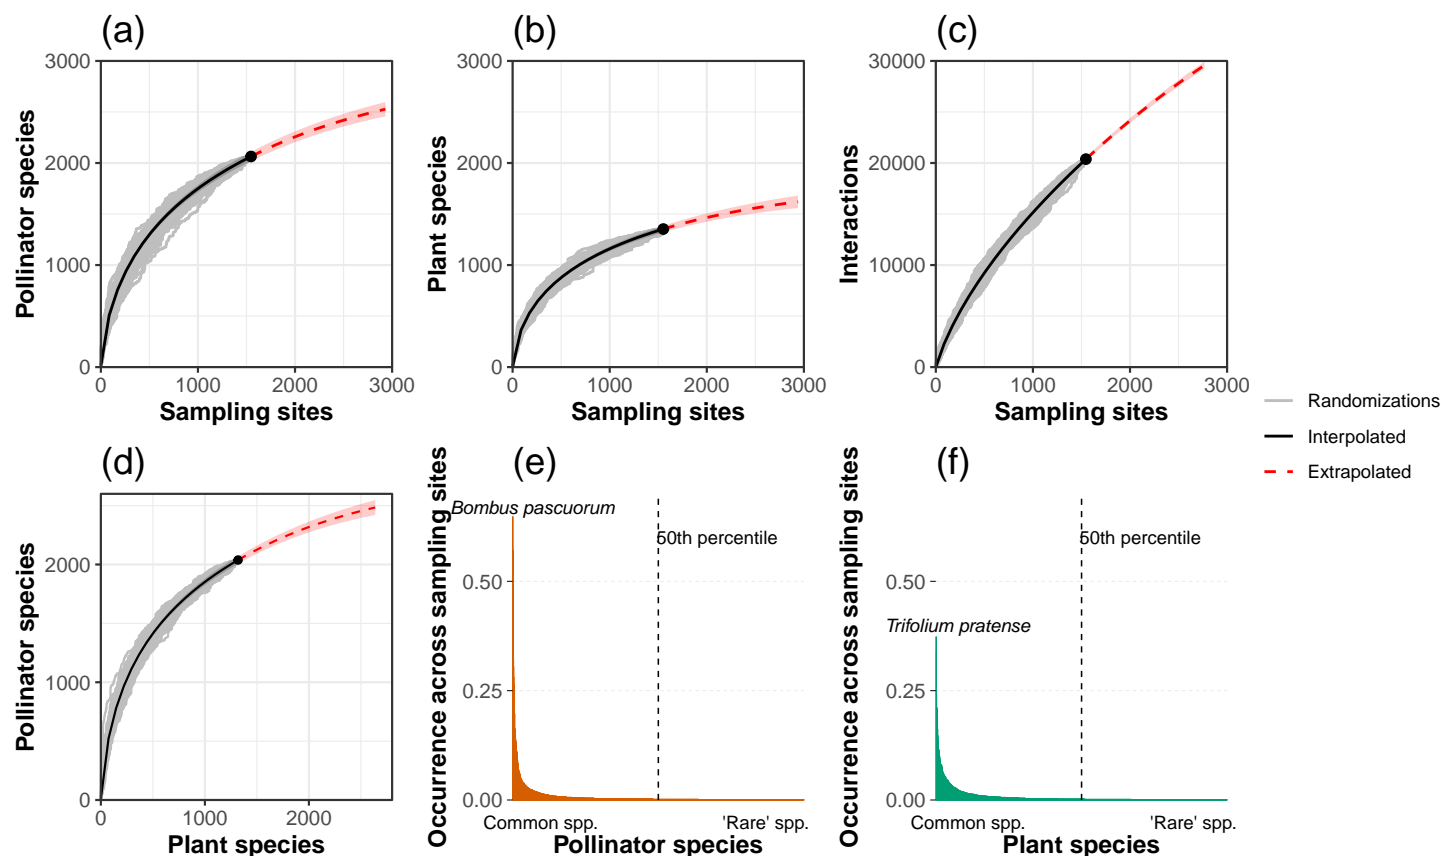 (a)
3000
2000
1000
0
0 1000 2000 3000
Pollinator species
Sampling sites
(b)
3000
2000
1000
0
0 1000 2000 3000
Plant species
Sampling sites
(c)
30000
20000
10000
0
0 1000 2000 3000
Interactions
Sampling sites
Randomizations
Interpolated
Extrapolated
(d)
2000
1000
0
0 1000 2000
Pollinator species
Plant species
(e)
Occurrence across sampling sites
Bombus pascuorum
50th percentile
0.50
0.25
0.00
Common spp. 'Rare' spp.
Pollinator species
(f)
Occurrence across sampling sites
50th percentile
0.50
Trifolium pratense
0.25
0.00
Common spp. 'Rare' spp.
Plant species